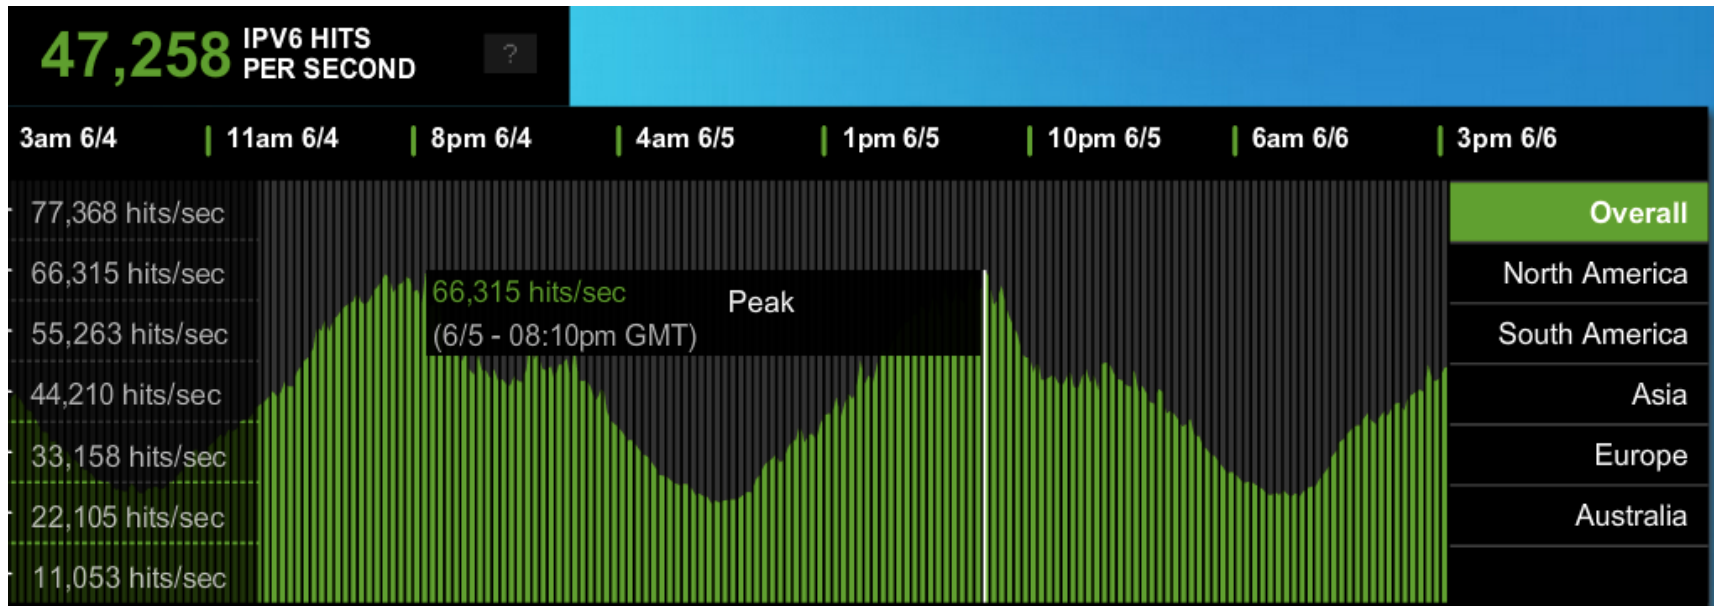 47,258 IPV6 HITS
PER SECOND
?
3am 6/4 11am 6/4 8pm 6/4 4am 6/5 1pm 6/5 10pm 6/5 6am 6/6 3pm 6/6
77,368 hits/sec
66,315 hits/sec
55,263 hits/sec
44,210 hits/sec
33,158 hits/sec
22,105 hits/sec
11,053 hits/sec
66,315 hits/sec Peak
(6/5 - 08:10pm GMT)
Overall
North America
South America
Asia
Europe
Australia